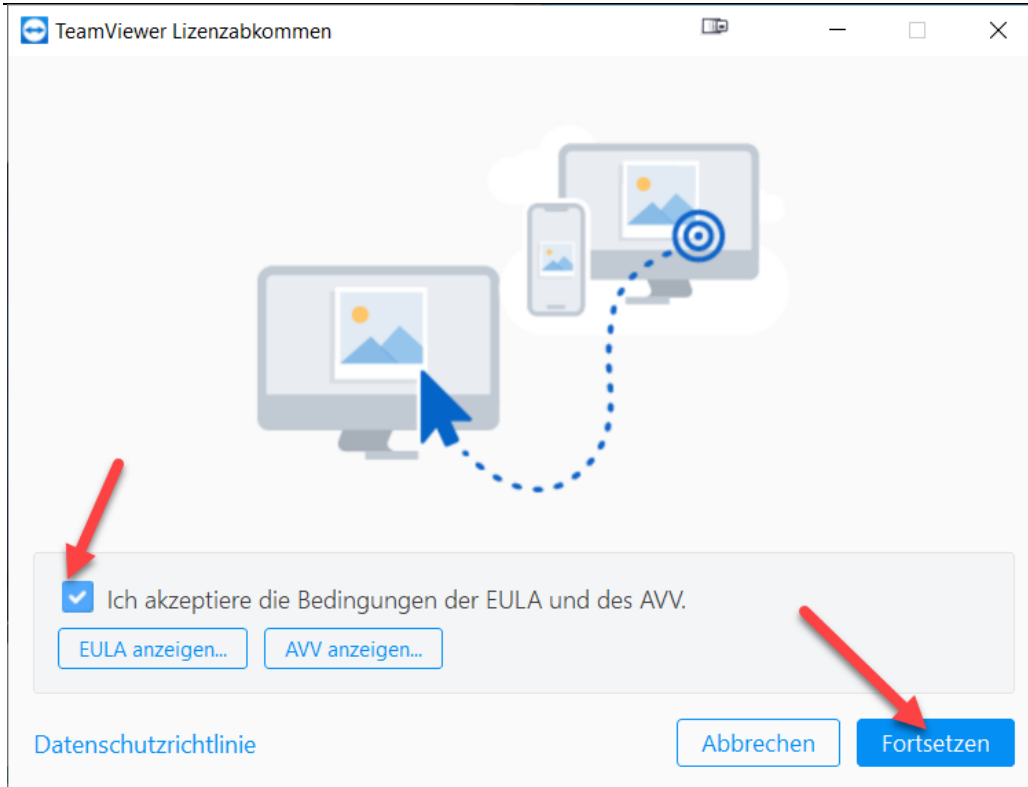 TeamViewer Lizenzabkommen
Ich akzeptiere die Bedingungen der EULA und des AVV.
EULA anzeigen... AVV anzeigen...
Datenschutzrichtlinie Abbrechen Fortsetzen